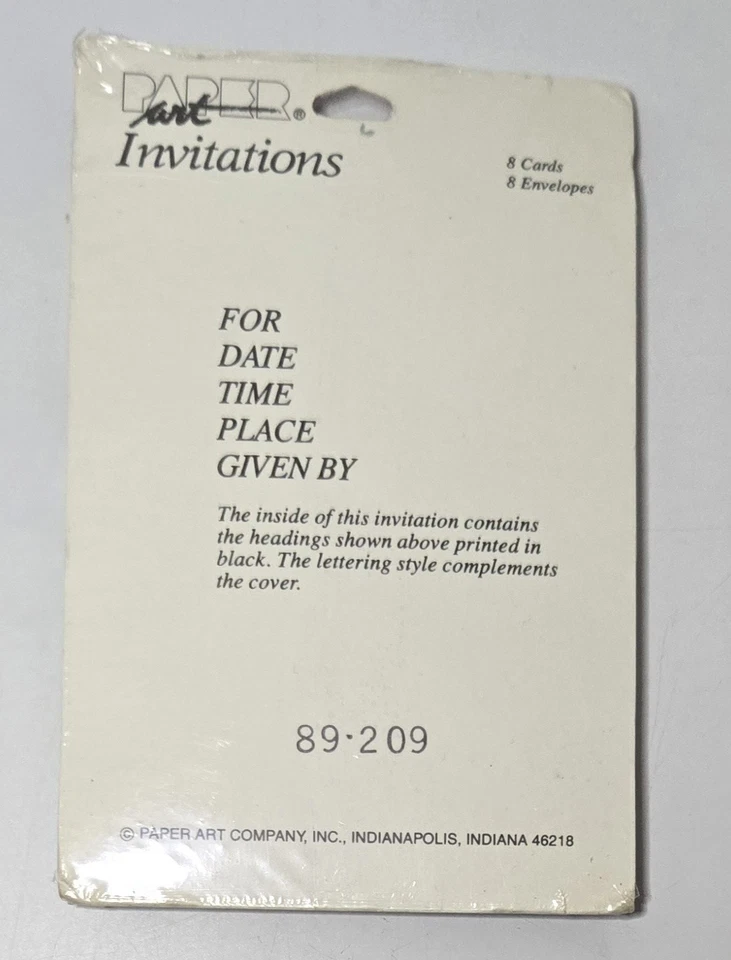 PAPER art ®
Invitations
8 Cards
8 Envelopes
FOR
DATE
TIME
PLACE
GIVEN BY
The inside of this invitation contains
the headings shown above printed in
black. The lettering style complements
the cover.
89·209
© PAPER ART COMPANY, INC., INDIANAPOLIS, INDIANA 46218